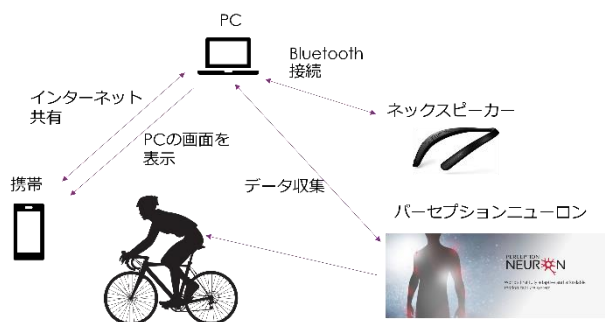 PC
Bluetooth
接続
インターネット
共有
ネックスピーカー
PCの画面を
表示
携帯
データ収集
パーセプションニューロン
PERCEPTION
NEURON